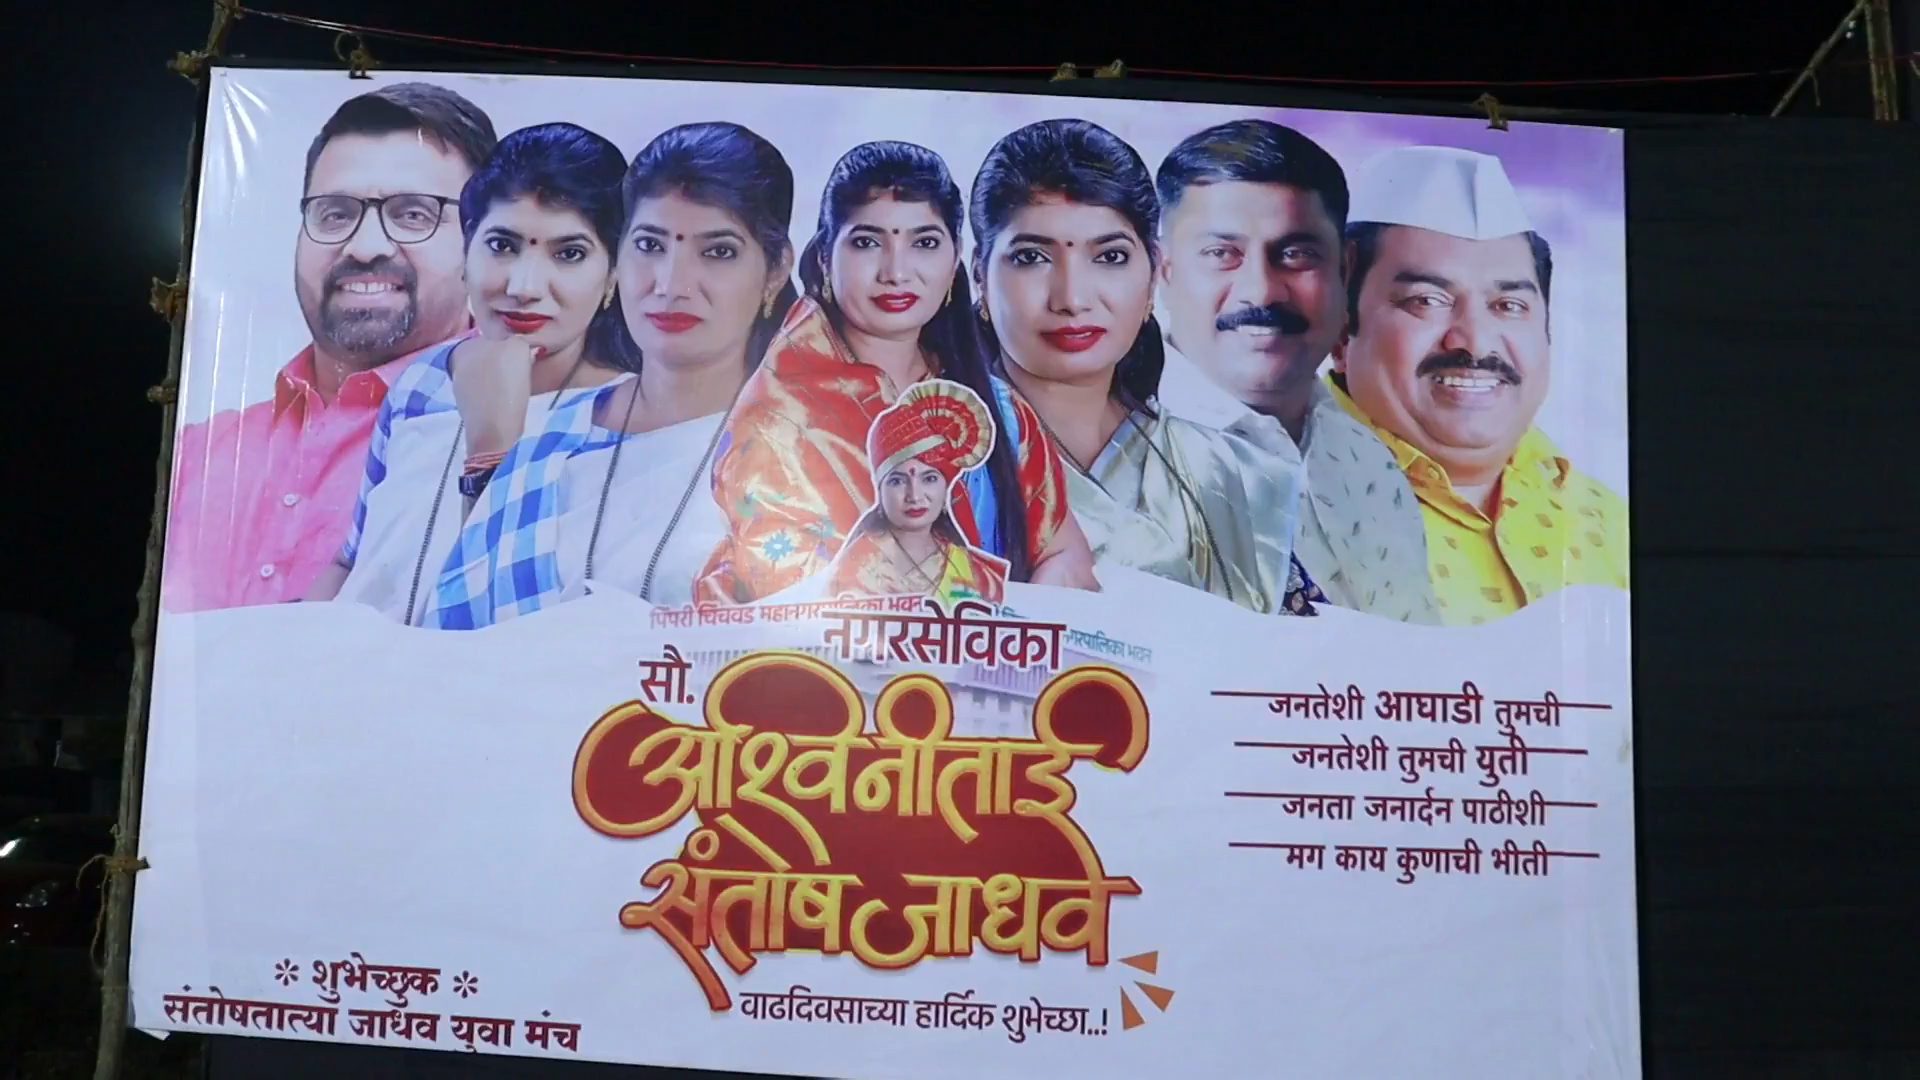 पिंपरी चिंचवड महानगरपालिका भवन
नगरसेविका
सौ.
अश्विनीताई
संतोष जाधव
वाढदिवसाच्या हार्दिक शुभेच्छा..!
जनतेशी आघाडी तुमची
जनतेशी तुमची युती
जनता जनार्दन पाठीशी
मग काय कुणाची भीती
* शुभेच्छुक *
संतोषतात्या जाधव युवा मंच